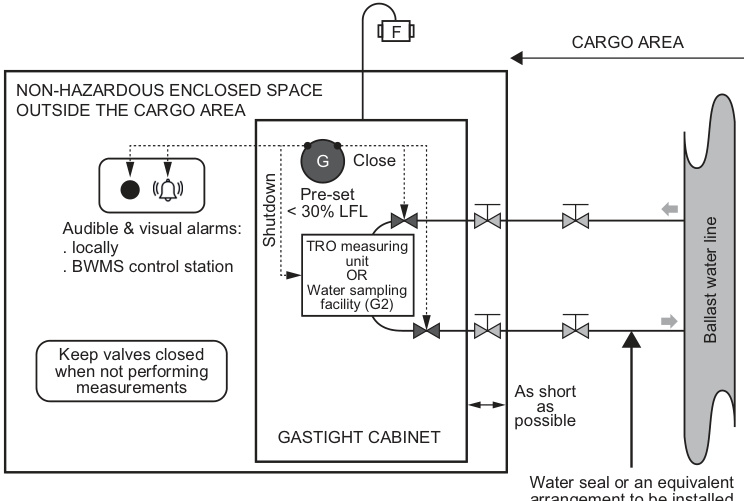 F
CARGO AREA
NON-HAZARDOUS ENCLOSED SPACE
OUTSIDE THE CARGO AREA
G
Close
Pre-set
< 30% LFL
Shutdown
Audible & visual alarms:
. locally
. BWMS control station
TRO measuring
unit
OR
Water sampling
facility (G2)
Ballast water line
Keep valves closed
when not performing
measurements
As short
as
possible
GASTIGHT CABINET
Water seal or an equivalent
arrangement to be installed